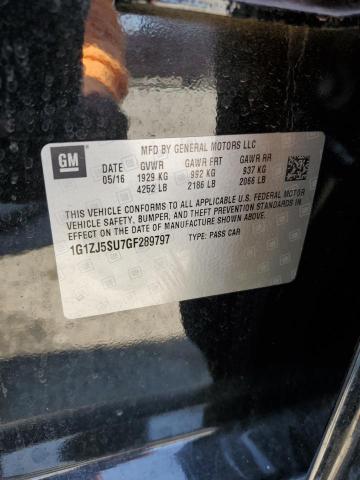 GM
MFD BY GENERAL MOTORS LLC
DATE GVWR GAWR FRT GAWR RR
05/16 1929 KG 992 KG 937 KG
4252 LB 2186 LB 2066 LB
THIS VEHICLE CONFORMS TO ALL APPLICABLE U.S. FEDERAL MOTOR
VEHICLE SAFETY, BUMPER, AND THEFT PREVENTION STANDARDS IN
EFFECT ON THE DATE OF MANUFACTURE SHOWN ABOVE.
1G1ZJ5SU7GF289797 TYPE: PASS CAR